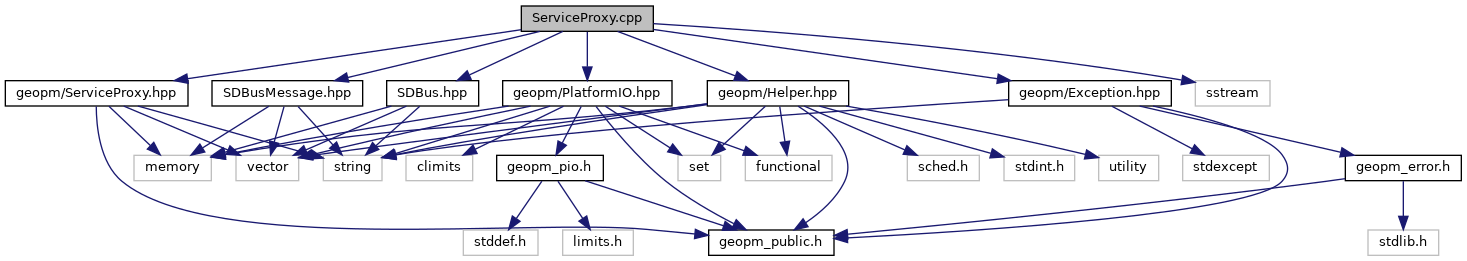 ServiceProxy.cpp
geopm/ServiceProxy.hpp
SDBusMessage.hpp
SDBus.hpp
geopm/PlatformIO.hpp
geopm/Helper.hpp
geopm/Exception.hpp
sstream
memory
vector
string
climits
geopm_pio.h
set
functional
sched.h
stdint.h
utility
stdexcept
geopm_error.h
stddef.h
limits.h
geopm_public.h
stdlib.h